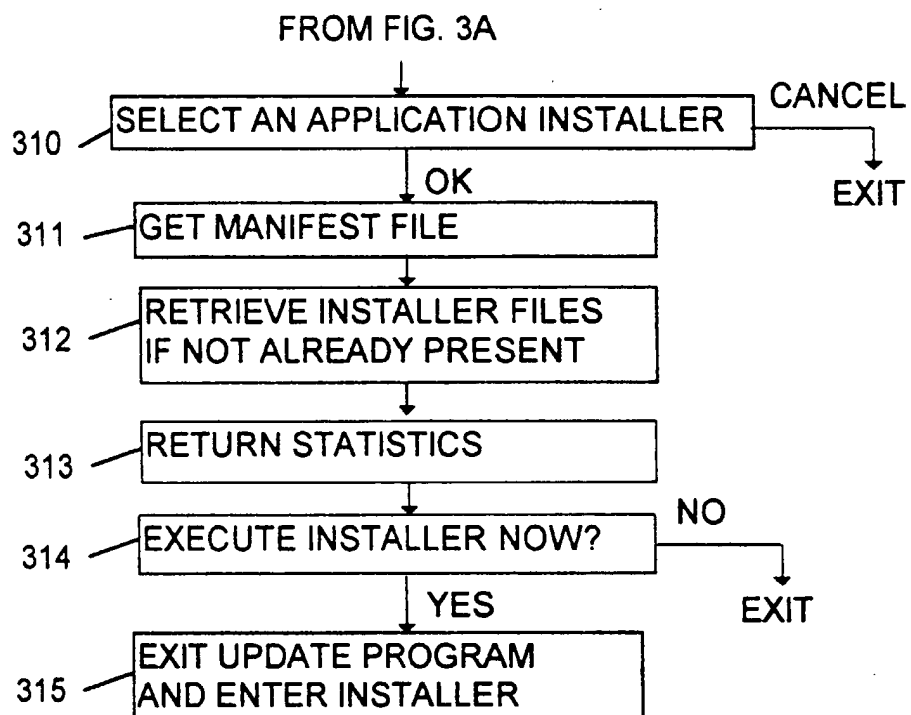 FROM FIG. 3A
CANCEL
310 SELECT AN APPLICATION INSTALLER
EXIT
OK
311 GET MANIFEST FILE
312 RETRIEVE INSTALLER FILES
IF NOT ALREADY PRESENT
313 RETURN STATISTICS
NO
314 EXECUTE INSTALLER NOW?
YES
EXIT
315 EXIT UPDATE PROGRAM
AND ENTER INSTALLER